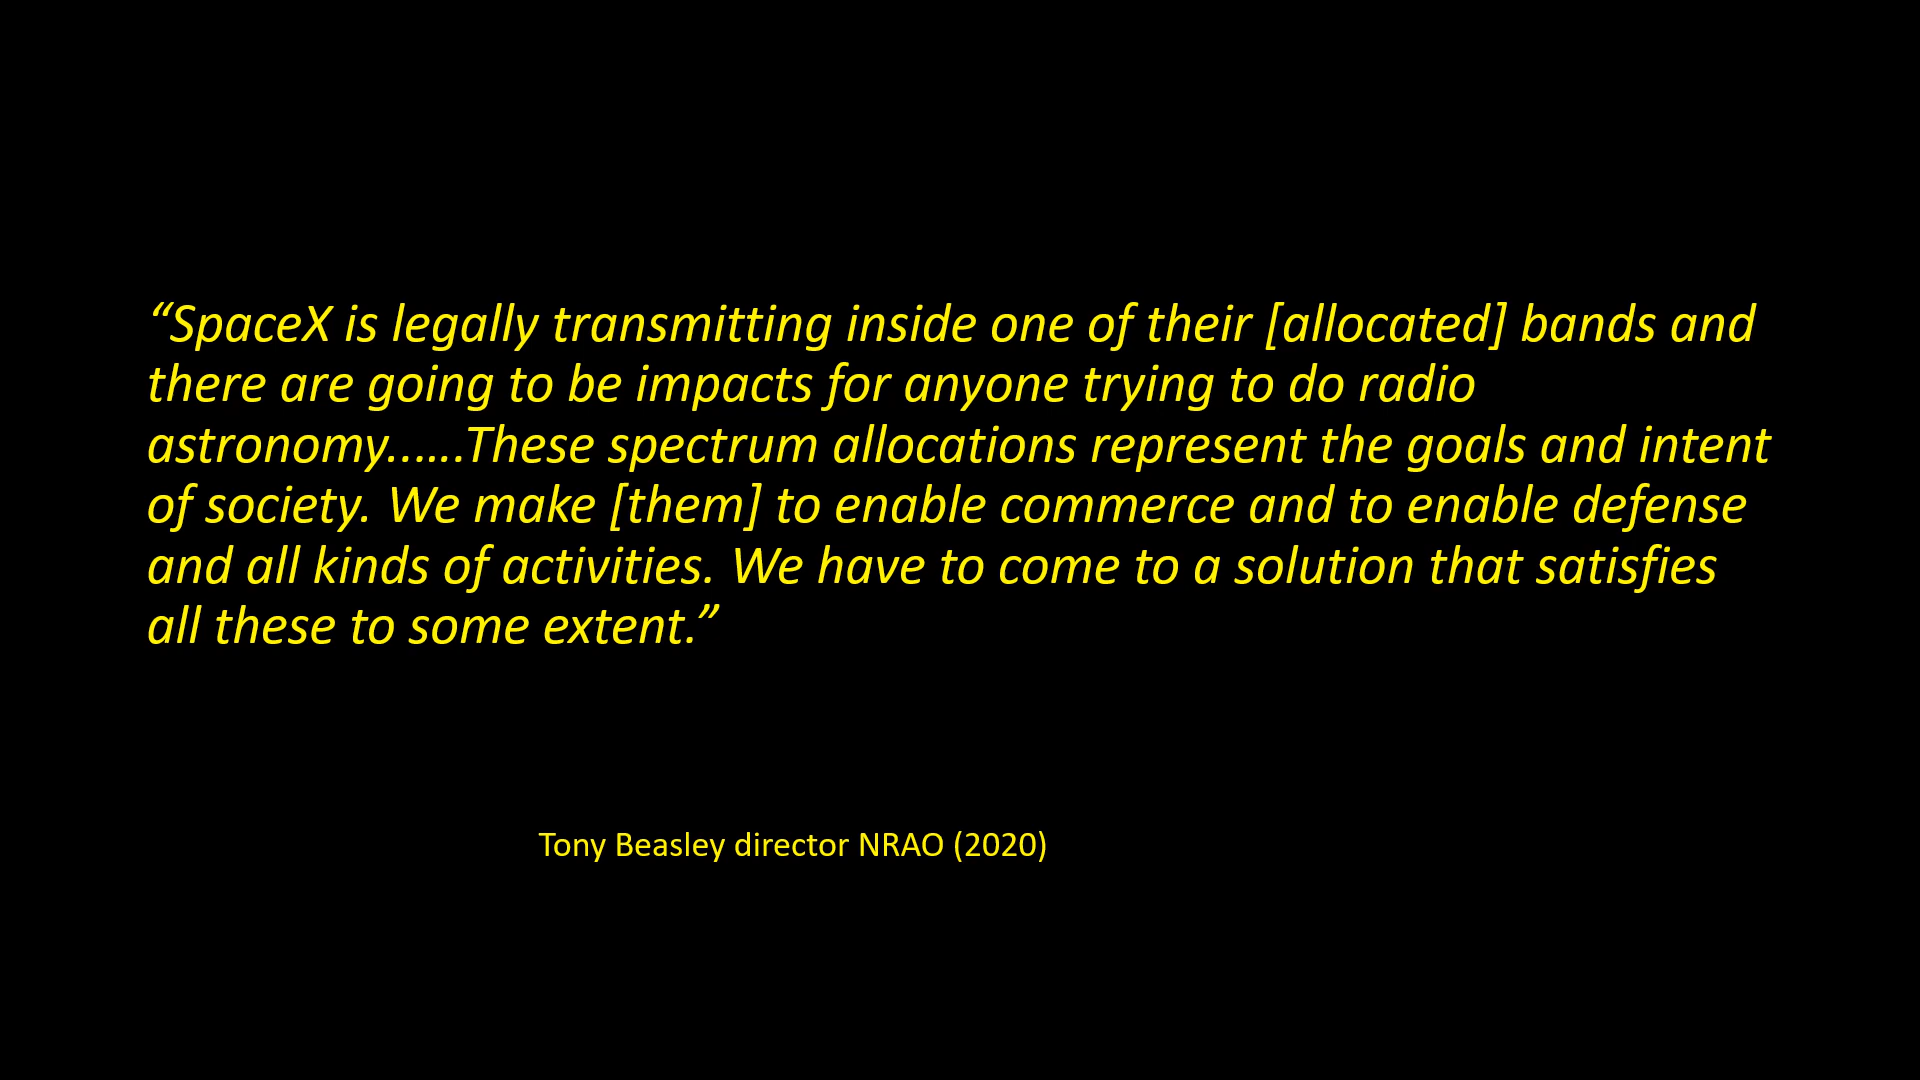 “SpaceX is legally transmitting inside one of their [allocated] bands and
there are going to be impacts for anyone trying to do radio
astronomy……These spectrum allocations represent the goals and intent
of society. We make [them] to enable commerce and to enable defense
and all kinds of activities. We have to come to a solution that satisfies
all these to some extent.”
Tony Beasley director NRAO (2020)